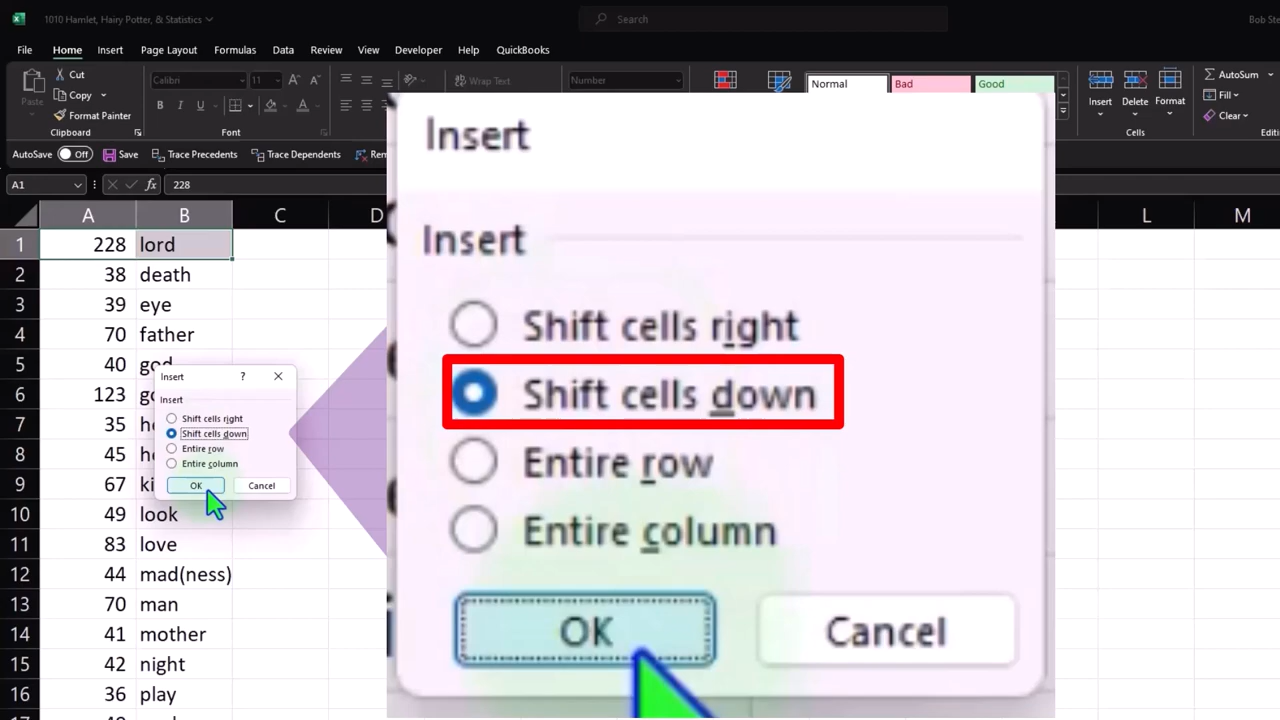 1010 Hamlet, Hairy Potter, & Statistics
Search
File Home Insert Page Layout Formulas Data Review View Developer Help QuickBooks
Paste
Cut
Copy
Format Painter
Clipboard
Calibri 11
B I U
Font
Wrap Text
Number
Normal Bad Good
Insert Delete Format
Cells
AutoSum
Fill
Clear
AutoSave Off Save Trace Precedents Trace Dependents
A1 fx 228
A B C D L M
1 228 lord
2 38 death
3 39 eye
4 70 father
5 40 god
6 123
7 35
8 45
9 67
10 49 look
11 83 love
12 44 mad(ness)
13 70 man
14 41 mother
15 42 night
16 36 play
17
Insert ?
Insert
Shift cells right
Shift cells down
Entire row
Entire column
OK Cancel
Insert
Insert
Shift cells right
Shift cells down
Entire row
Entire column
OK Cancel